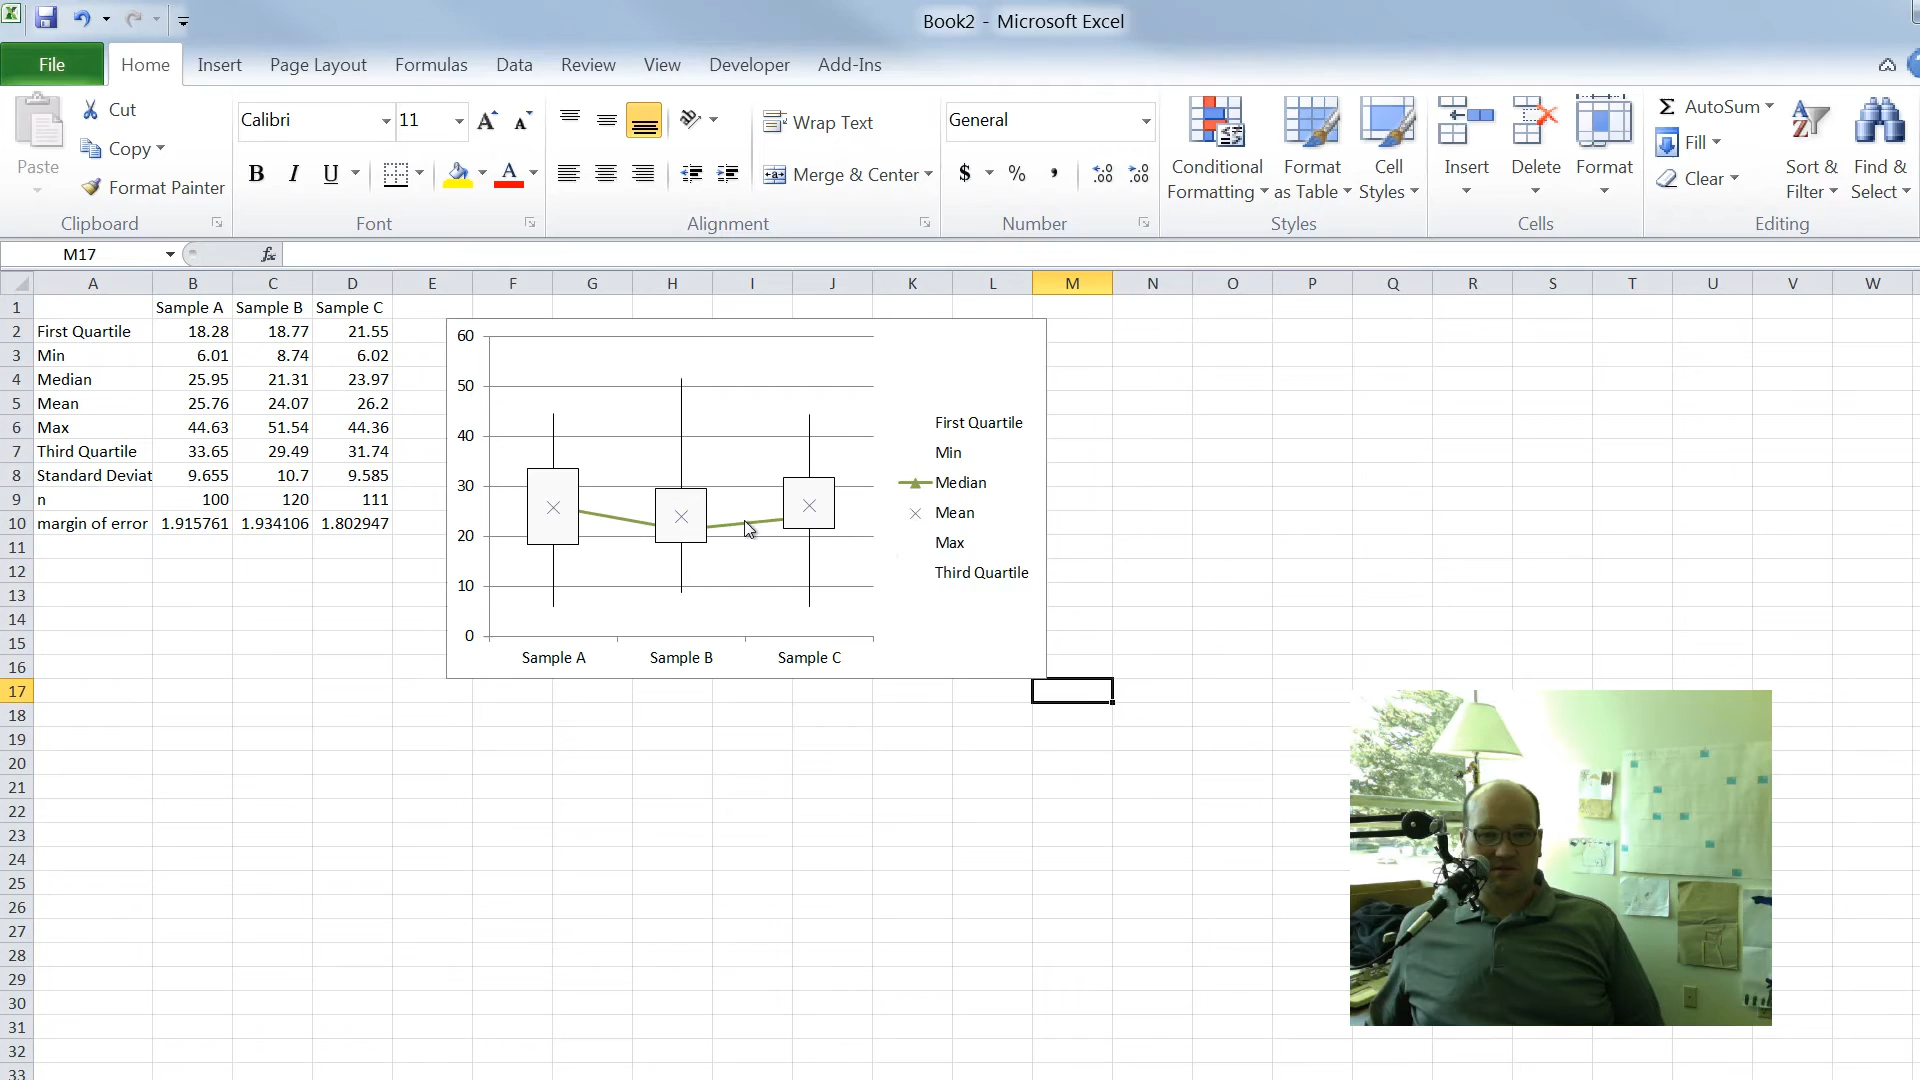 Book2 - Microsoft Excel
File Home Insert Page Layout Formulas Data Review View Developer Add-Ins
Paste
Cut
Copy
Format Painter
Clipboard
Calibri 11
B I U
Font
Wrap Text
Merge & Center
Alignment
General
$ % ,
Number
Conditional Formatting
Format as Table
Cell Styles
Styles
Insert Delete Format
Cells
AutoSum
Fill
Clear
Sort & Filter
Find & Select
Editing
M17 fx
A B C D E F G H I J K L M N O P Q R S T U V W
1 Sample A Sample B Sample C
2 First Quartile 18.28 18.77 21.55
3 Min 6.01 8.74 6.02
4 Median 25.95 21.31 23.97
5 Mean 25.76 24.07 26.2
6 Max 44.63 51.54 44.36
7 Third Quartile 33.65 29.49 31.74
8 Standard Deviat 9.655 10.7 9.585
9 n 100 120 111
10 margin of error 1.915761 1.934106 1.802947
11
12
13
14
15
16
17
18
19
20
21
22
23
24
25
26
27
28
29
30
31
32
33
60
50
40
30
20
10
0
Sample A Sample B Sample C
First Quartile
Min
Median
Mean
Max
Third Quartile